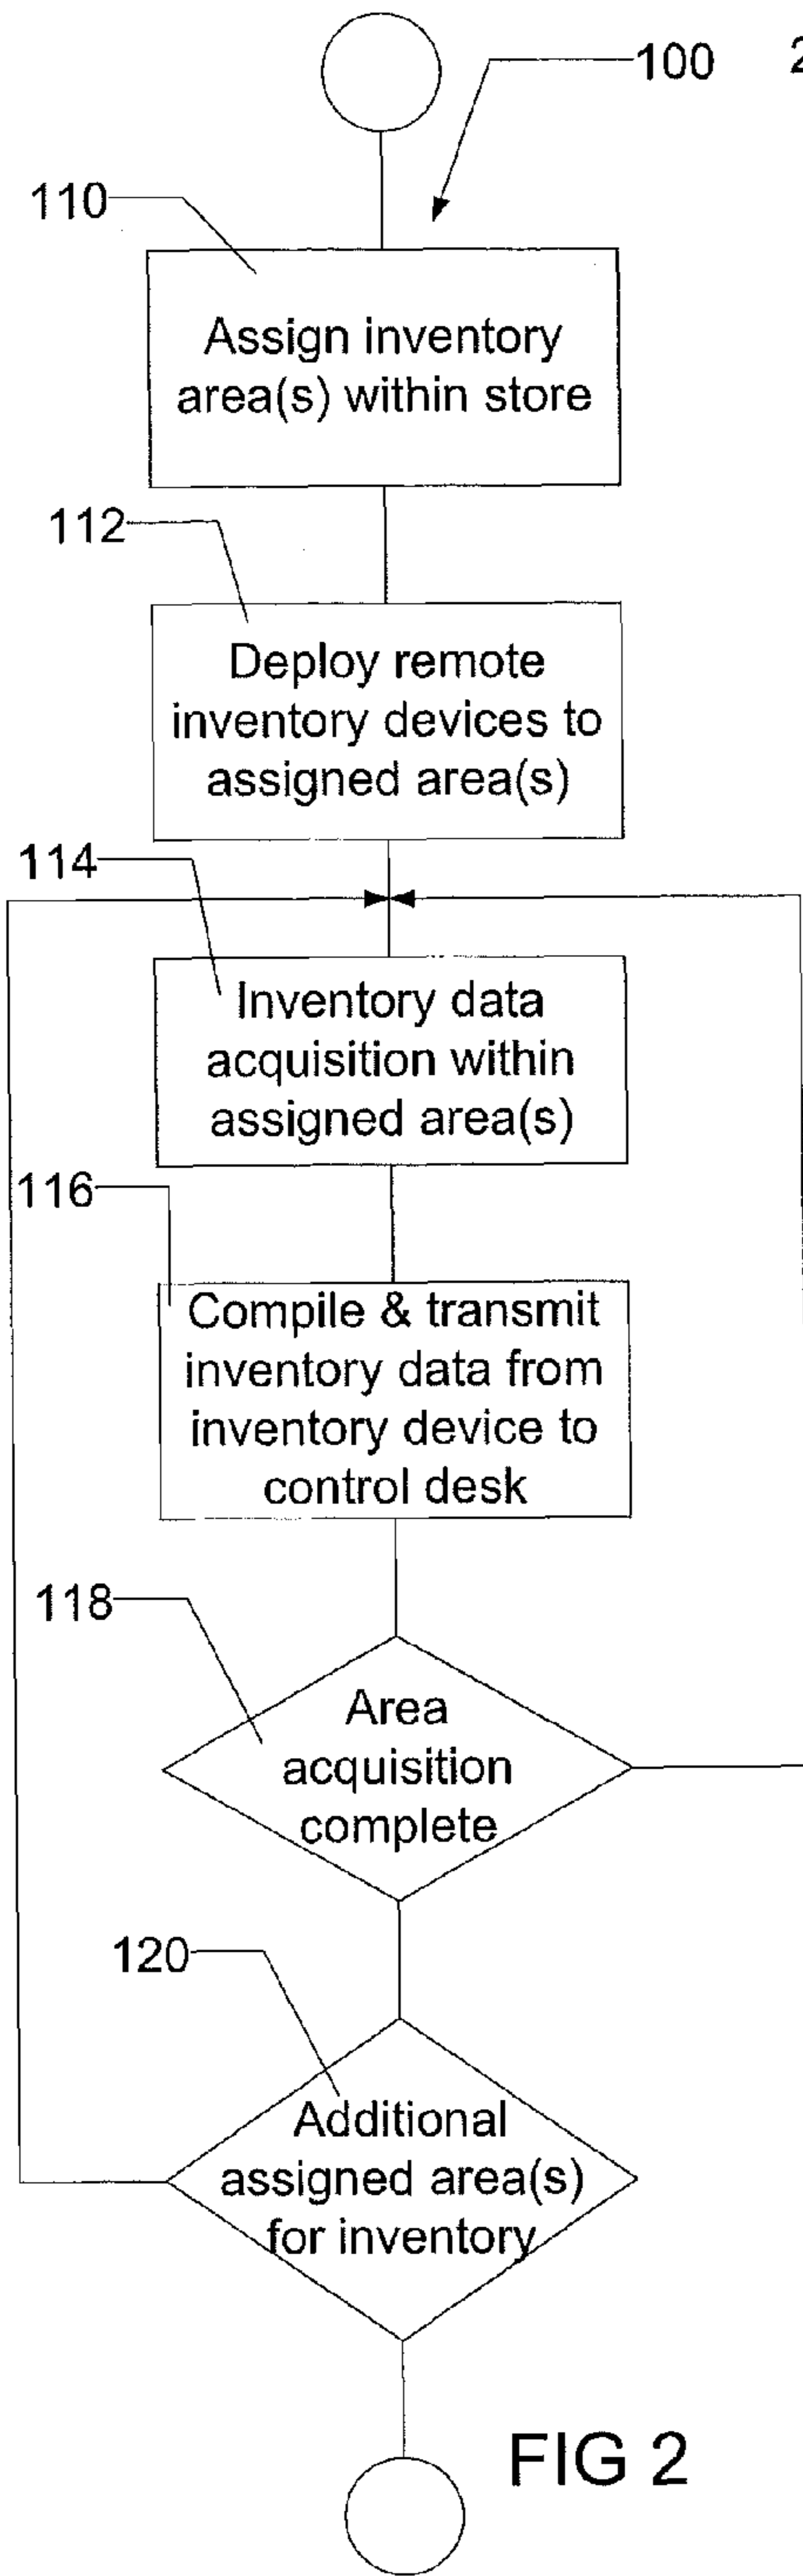 100
2
110
Assign inventory
area(s) within store
112
Deploy remote
inventory devices to
assigned area(s)
114
Inventory data
acquisition within
assigned area(s)
116
Compile & transmit
inventory data from
inventory device to
control desk
118
Area
acquisition
complete
120
Additional
assigned area(s)
for inventory
FIG 2